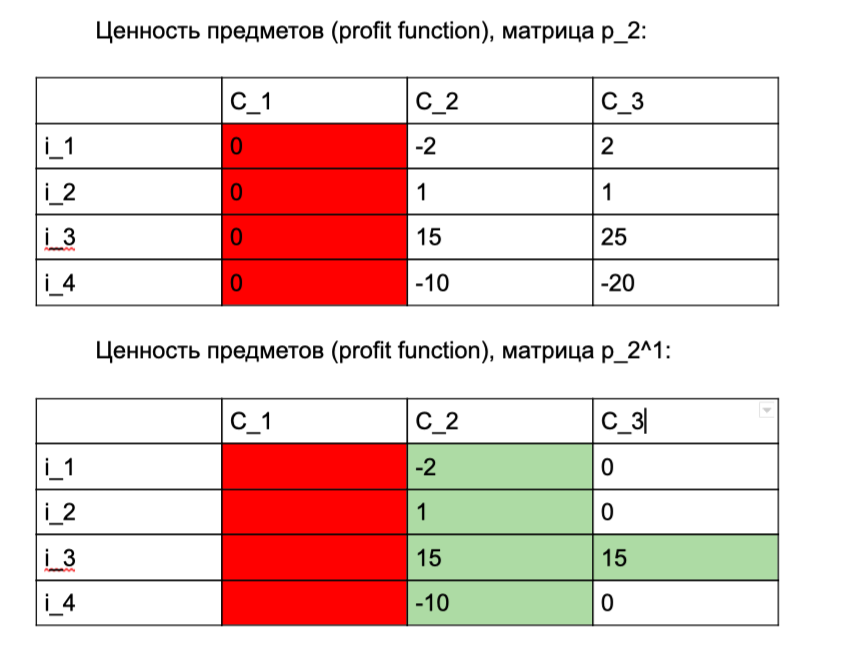 Ценность предметов (profit function), матрица p_2:
C_1 C_2 C_3
i_1 0 -2 2
i_2 0 1 1
i_3 0 15 25
i_4 0 -10 -20
Ценность предметов (profit function), матрица p_2^1:
C_1 C_2 C_3
i_1 -2 0
i_2 1 0
i_3 15 15
i_4 -10 0